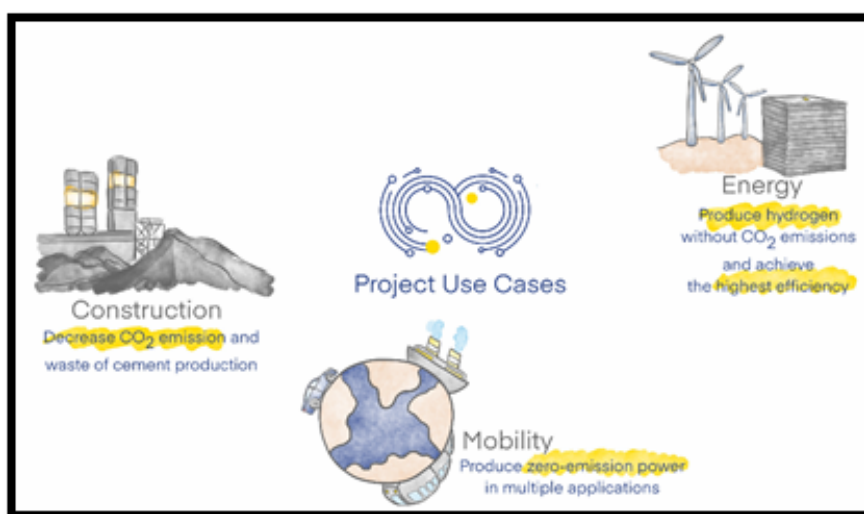 Energy
Produce hydrogen
without CO₂ emissions
and achieve
the highest efficiency
Project Use Cases
Construction
Decrease CO₂ emission and
waste of cement production
Mobility
Produce zero-emission power
in multiple applications